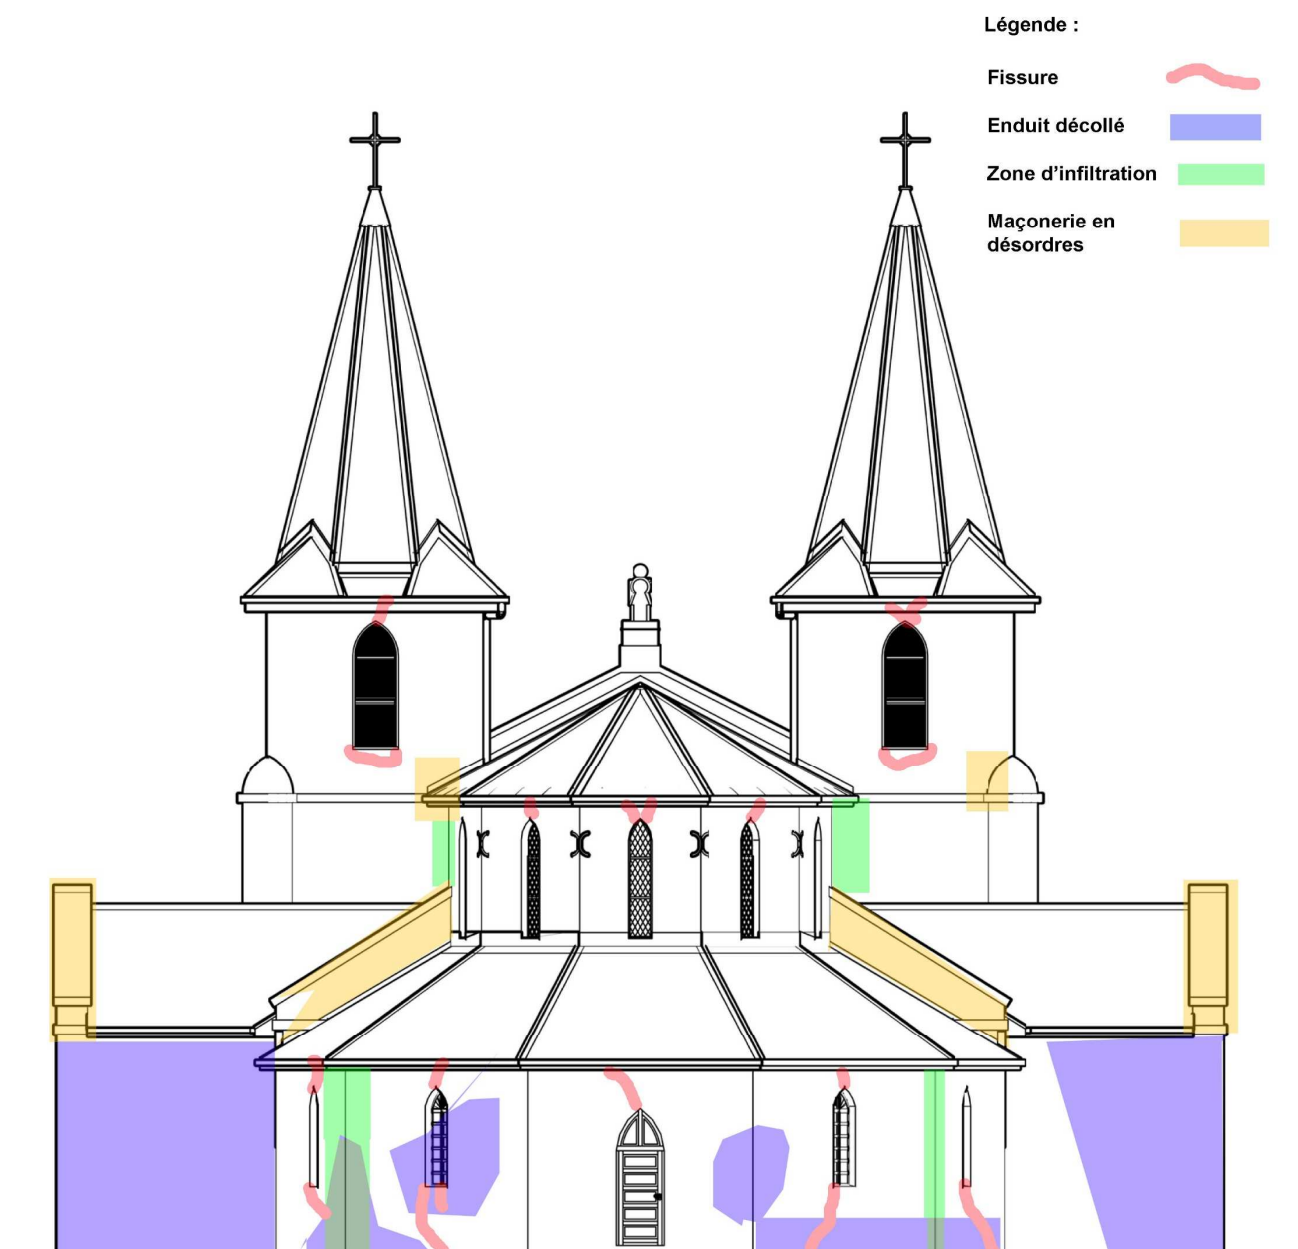 Légende :
Fissure
Enduit décollé
Zone d'infiltration
Maçonerie en
désordres